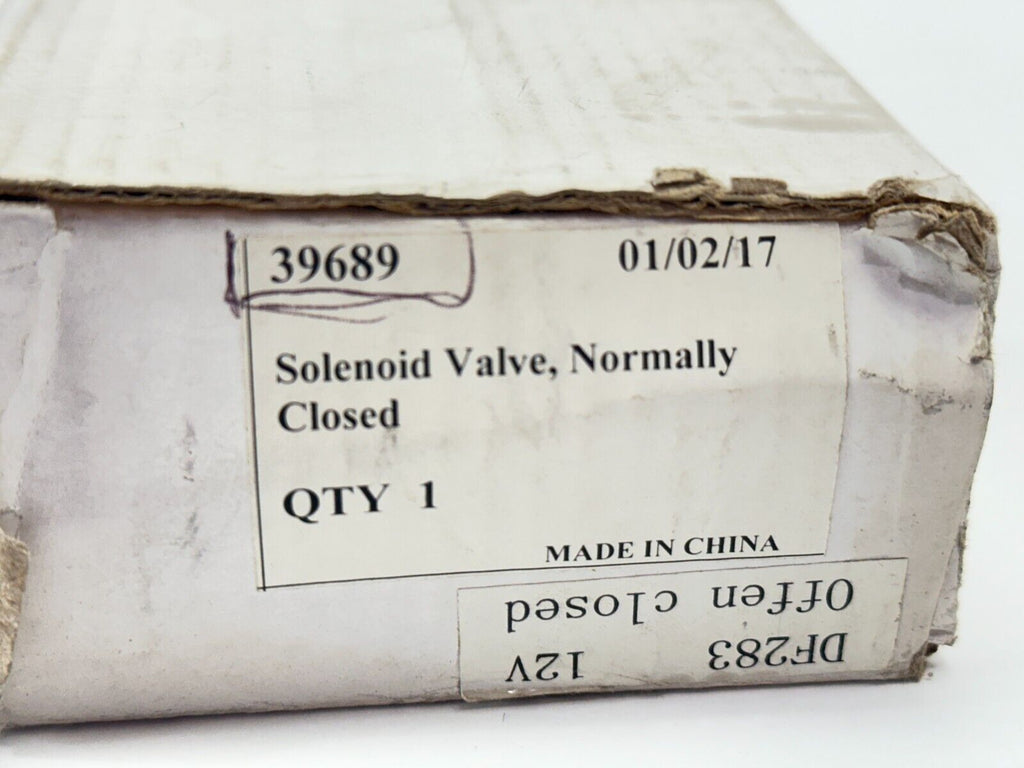 39689 01/02/17
Solenoid Valve, Normally
Closed
QTY 1
MADE IN CHINA
DF283 12V
Offen closed